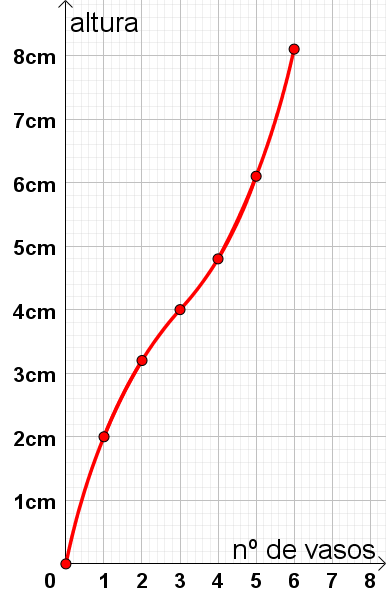 altura
8cm
7cm
6cm
5cm
4cm
3cm
2cm
1cm
nº de vasos
0 1 2 3 4 5 6 7 8